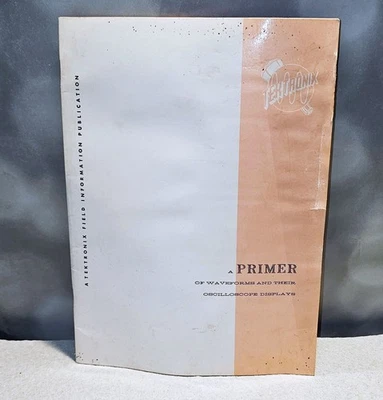 A TEKTRONIX FIELD INFORMATION PUBLICATION
TEKTRONIX
A PRIMER
OF WAVEFORMS AND THEIR
OSCILLOSCOPE DISPLAYS